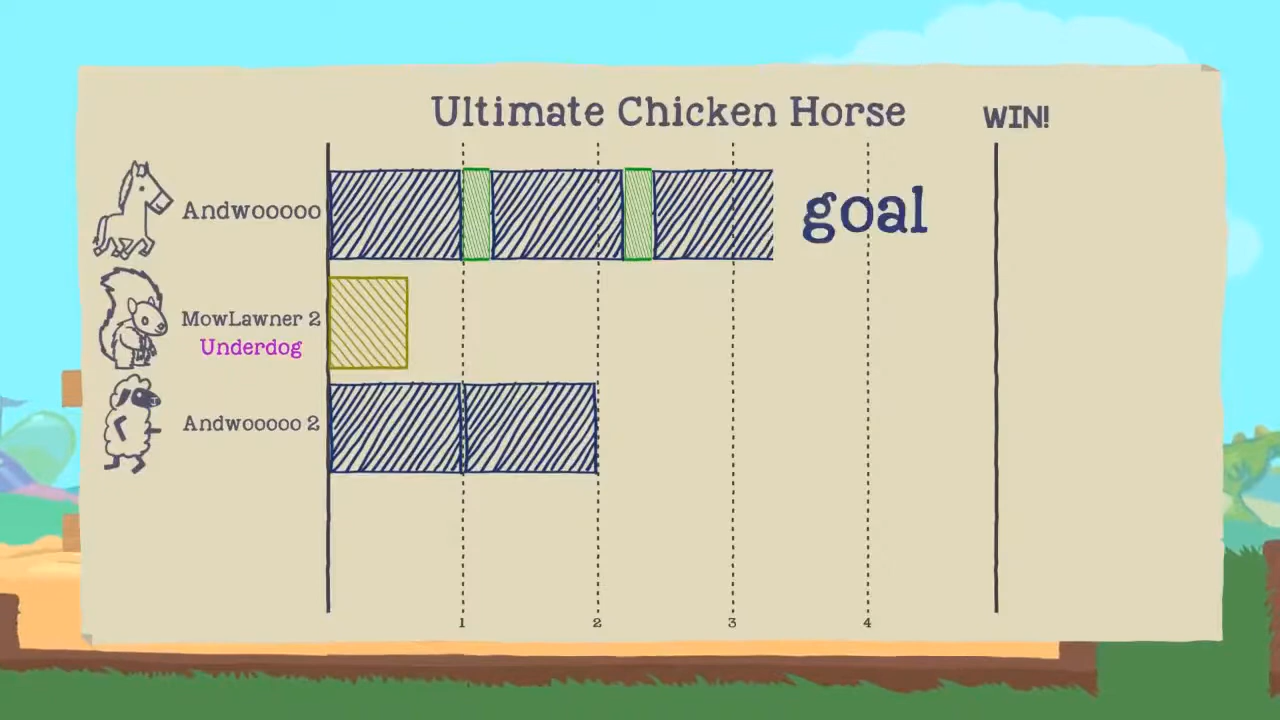 Ultimate Chicken Horse
WIN!
Andwooooo
goal
MowLawner 2
Underdog
Andwooooo 2
1 2 3 4